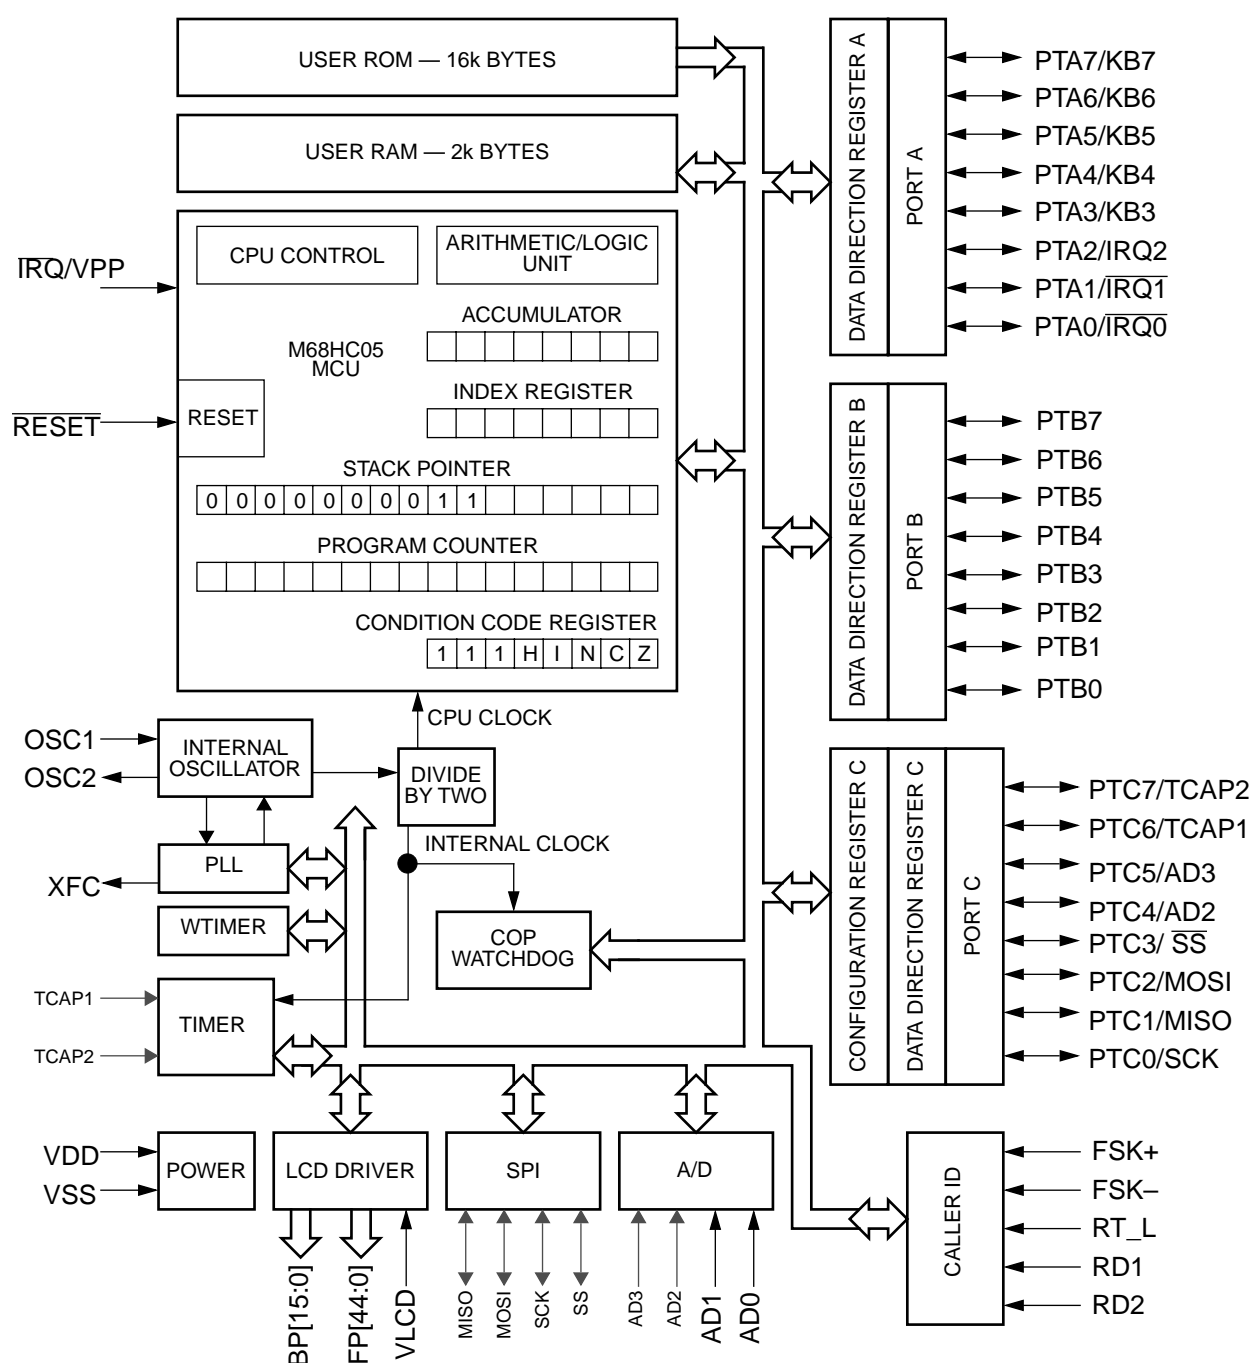 USER ROM — 16k BYTES
USER RAM — 2k BYTES
CPU CONTROL
ARITHMETIC/LOGIC
UNIT
ACCUMULATOR
M68HC05
MCU
INDEX REGISTER
RESET
STACK POINTER
0 0 0 0 0 0 0 0 1 1
PROGRAM COUNTER
CONDITION CODE REGISTER
1 1 1 H I N C Z
IRQ/VPP
RESET
CPU CLOCK
OSC1
OSC2
INTERNAL
OSCILLATOR
DIVIDE
BY TWO
INTERNAL CLOCK
PLL
XFC
WTIMER
COP
WATCHDOG
TCAP1
TCAP2
TIMER
VDD
VSS
POWER
LCD DRIVER
SPI
A/D
BP[15:0]
FP[44:0]
VLCD
MISO
MOSI
SCK
SS
AD3
AD2
AD1
AD0
DATA DIRECTION REGISTER A
PORT A
PTA7/KB7
PTA6/KB6
PTA5/KB5
PTA4/KB4
PTA3/KB3
PTA2/IRQ2
PTA1/IRQ1
PTA0/IRQ0
DATA DIRECTION REGISTER B
PORT B
PTB7
PTB6
PTB5
PTB4
PTB3
PTB2
PTB1
PTB0
CONFIGURATION REGISTER C
DATA DIRECTION REGISTER C
PORT C
PTC7/TCAP2
PTC6/TCAP1
PTC5/AD3
PTC4/AD2
PTC3/ SS
PTC2/MOSI
PTC1/MISO
PTC0/SCK
CALLER ID
FSK+
FSK–
RT_L
RD1
RD2